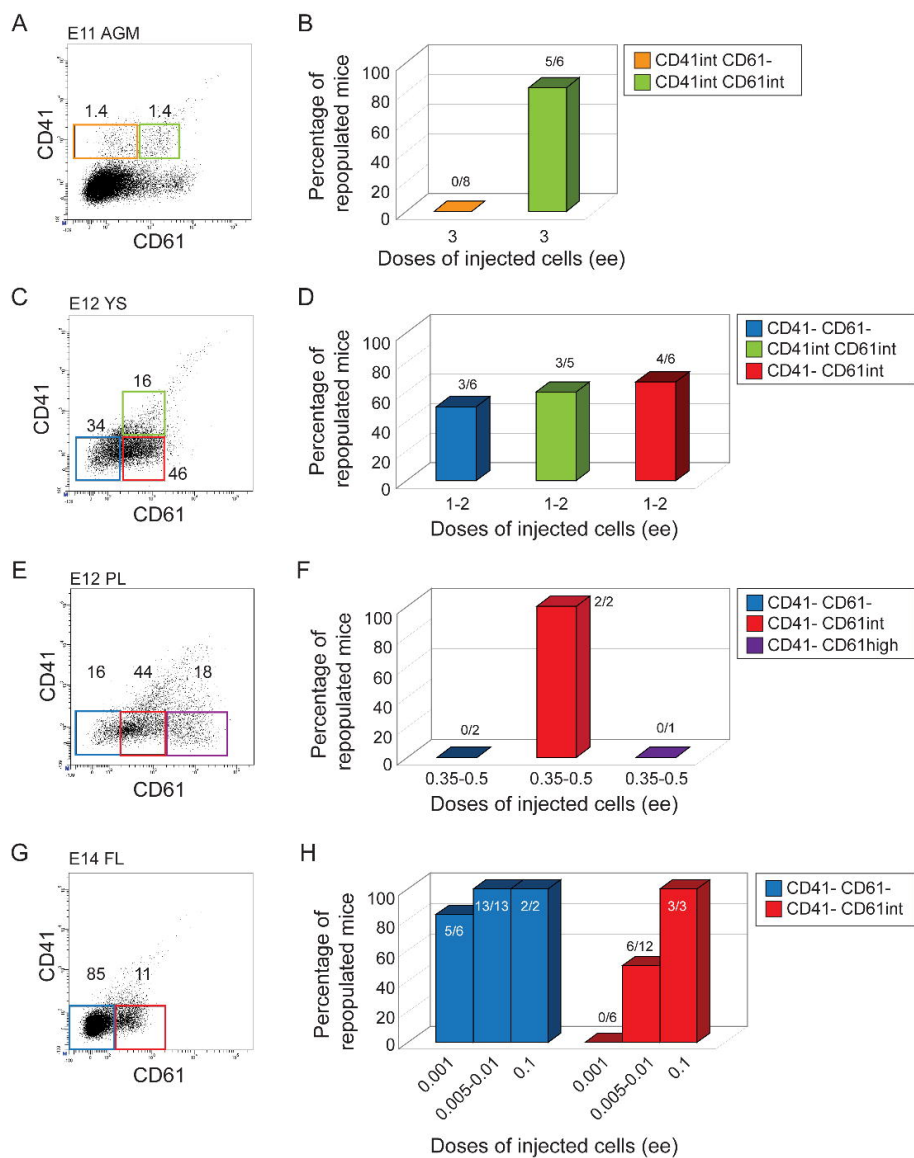 A
E11 AGM
1.4 1.4
CD41
CD61
B
Percentage of
repopulated mice
100
80
60
40
20
0
0/8
5/6
3 3
Doses of injected cells (ee)
CD41int CD61-
CD41int CD61int
C
E12 YS
16
34
46
CD41
CD61
D
Percentage of
repopulated mice
100
80
60
40
20
0
3/6
3/5
4/6
1-2 1-2 1-2
Doses of injected cells (ee)
CD41- CD61-
CD41int CD61int
CD41- CD61int
E
E12 PL
16 44 18
CD41
CD61
F
Percentage of
repopulated mice
100
80
60
40
20
0
0/2
2/2
0/1
0.35-0.5 0.35-0.5 0.35-0.5
Doses of injected cells (ee)
CD41- CD61-
CD41- CD61int
CD41- CD61high
G
E14 FL
85 11
CD41
CD61
H
Percentage of
repopulated mice
100
80
60
40
20
0
5/6
13/13
2/2
0/6
6/12
3/3
0.001 0.005-0.01 0.1 0.001 0.005-0.01 0.1
Doses of injected cells (ee)
CD41- CD61-
CD41- CD61int